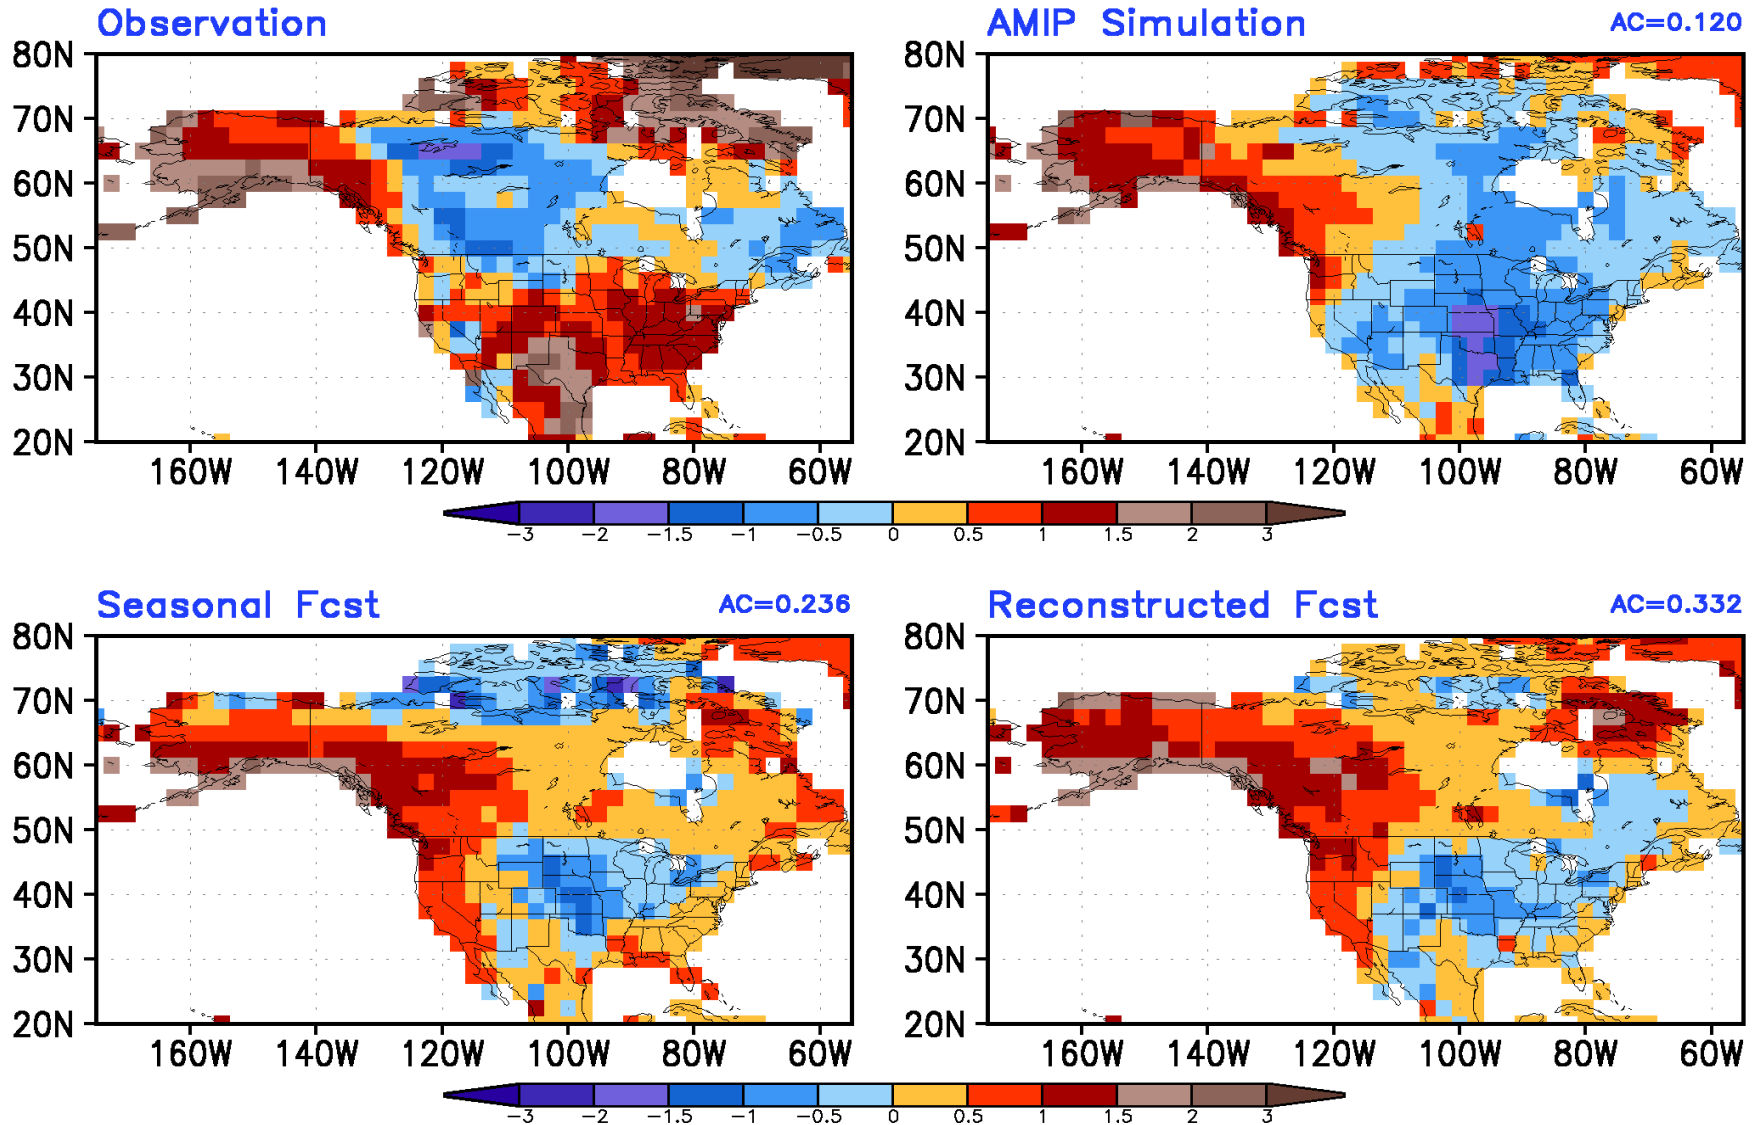 Observation
AMIP Simulation AC=0.120
80N 80N
70N 70N
60N 60N
50N 50N
40N 40N
30N 30N
20N 20N
160W 140W 120W 100W 80W 60W 160W 140W 120W 100W 80W 60W
-3 -2 -1.5 -1 -0.5 0 0.5 1 1.5 2 3
Seasonal Fcst AC=0.236
Reconstructed Fcst AC=0.332
80N 80N
70N 70N
60N 60N
50N 50N
40N 40N
30N 30N
20N 20N
160W 140W 120W 100W 80W 60W 160W 140W 120W 100W 80W 60W
-3 -2 -1.5 -1 -0.5 0 0.5 1 1.5 2 3